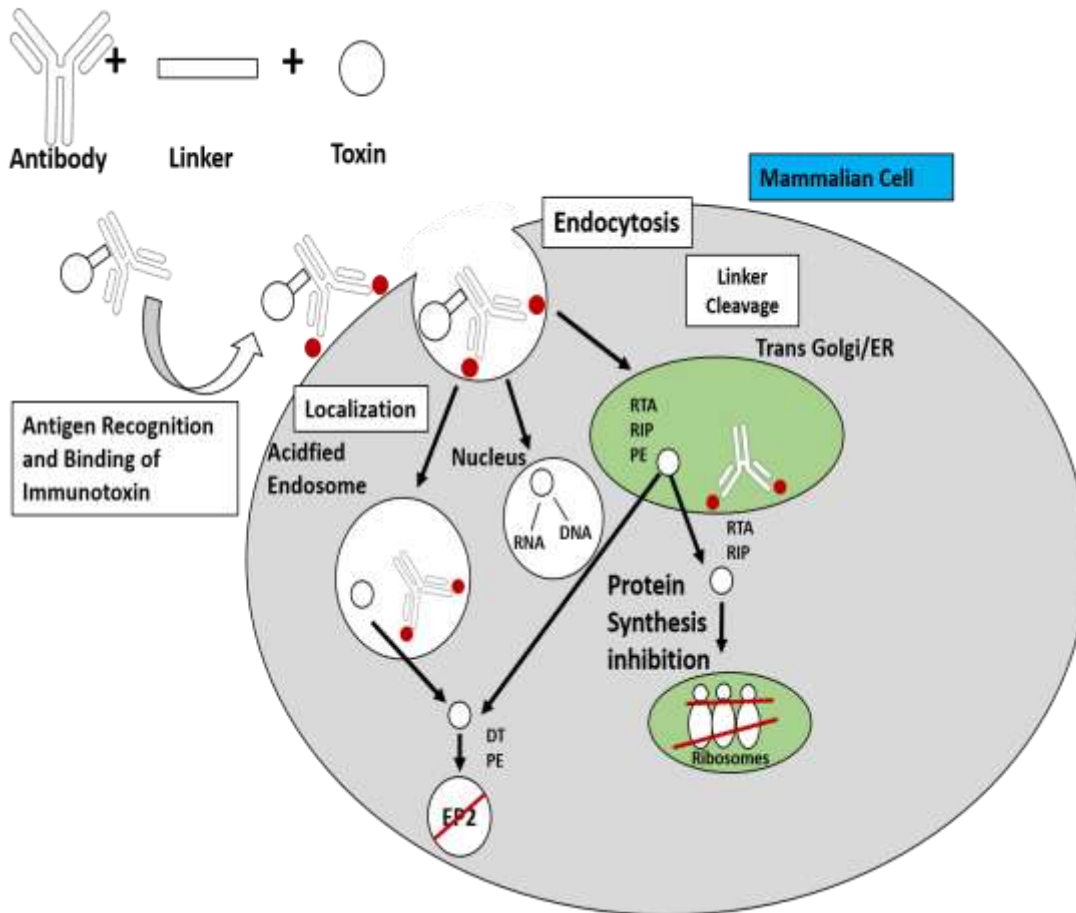 +
+
Antibody
Linker
Toxin
Mammalian Cell
Endocytosis
Linker
Cleavage
Trans Golgi/ER
Antigen Recognition
and Binding of
Immunotoxin
Localization
Acidfied
Endosome
Nucleus
RNA
DNA
RTA
RIP
PE
RTA
RIP
Protein
Synthesis
inhibition
Ribosomes
DT
PE
EF2